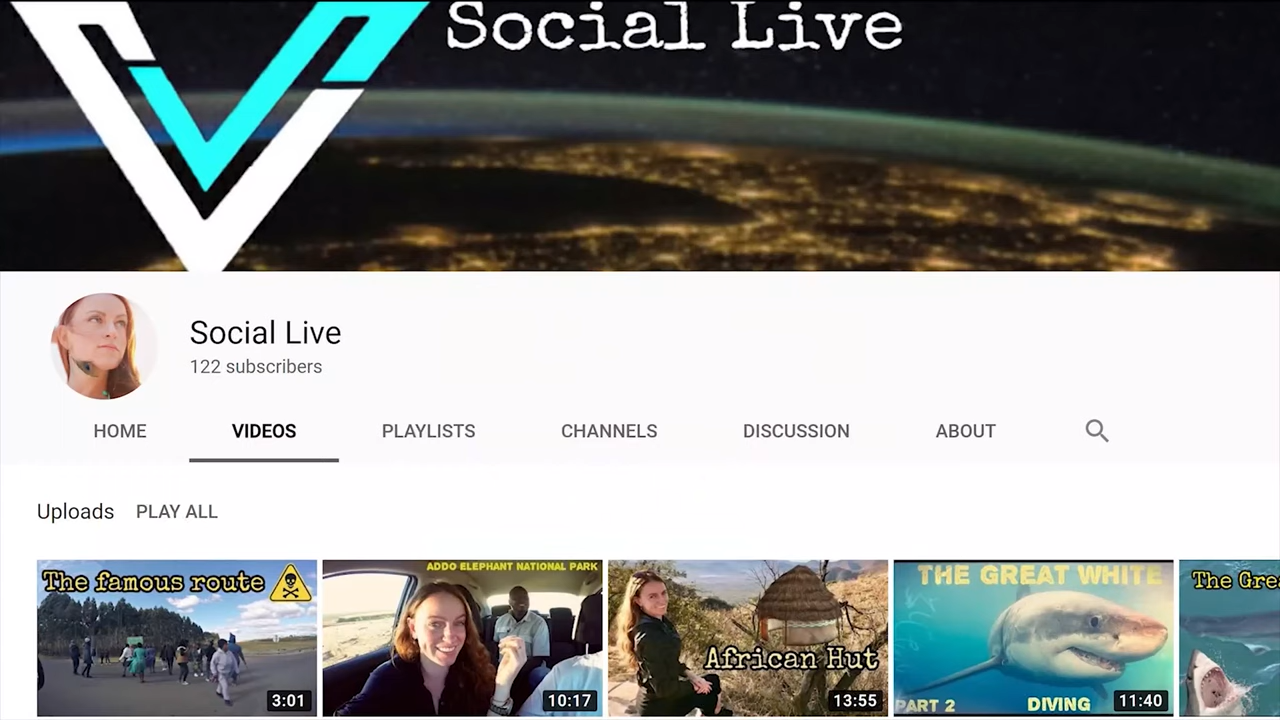 Social Live
Social Live
122 subscribers
HOME
VIDEOS
PLAYLISTS
CHANNELS
DISCUSSION
ABOUT
Uploads
PLAY ALL
The famous route
3:01
ADDO ELEPHANT NATIONAL PARK
10:17
African Hut
13:55
THE GREAT WHITE
PART 2
DIVING
11:40
The